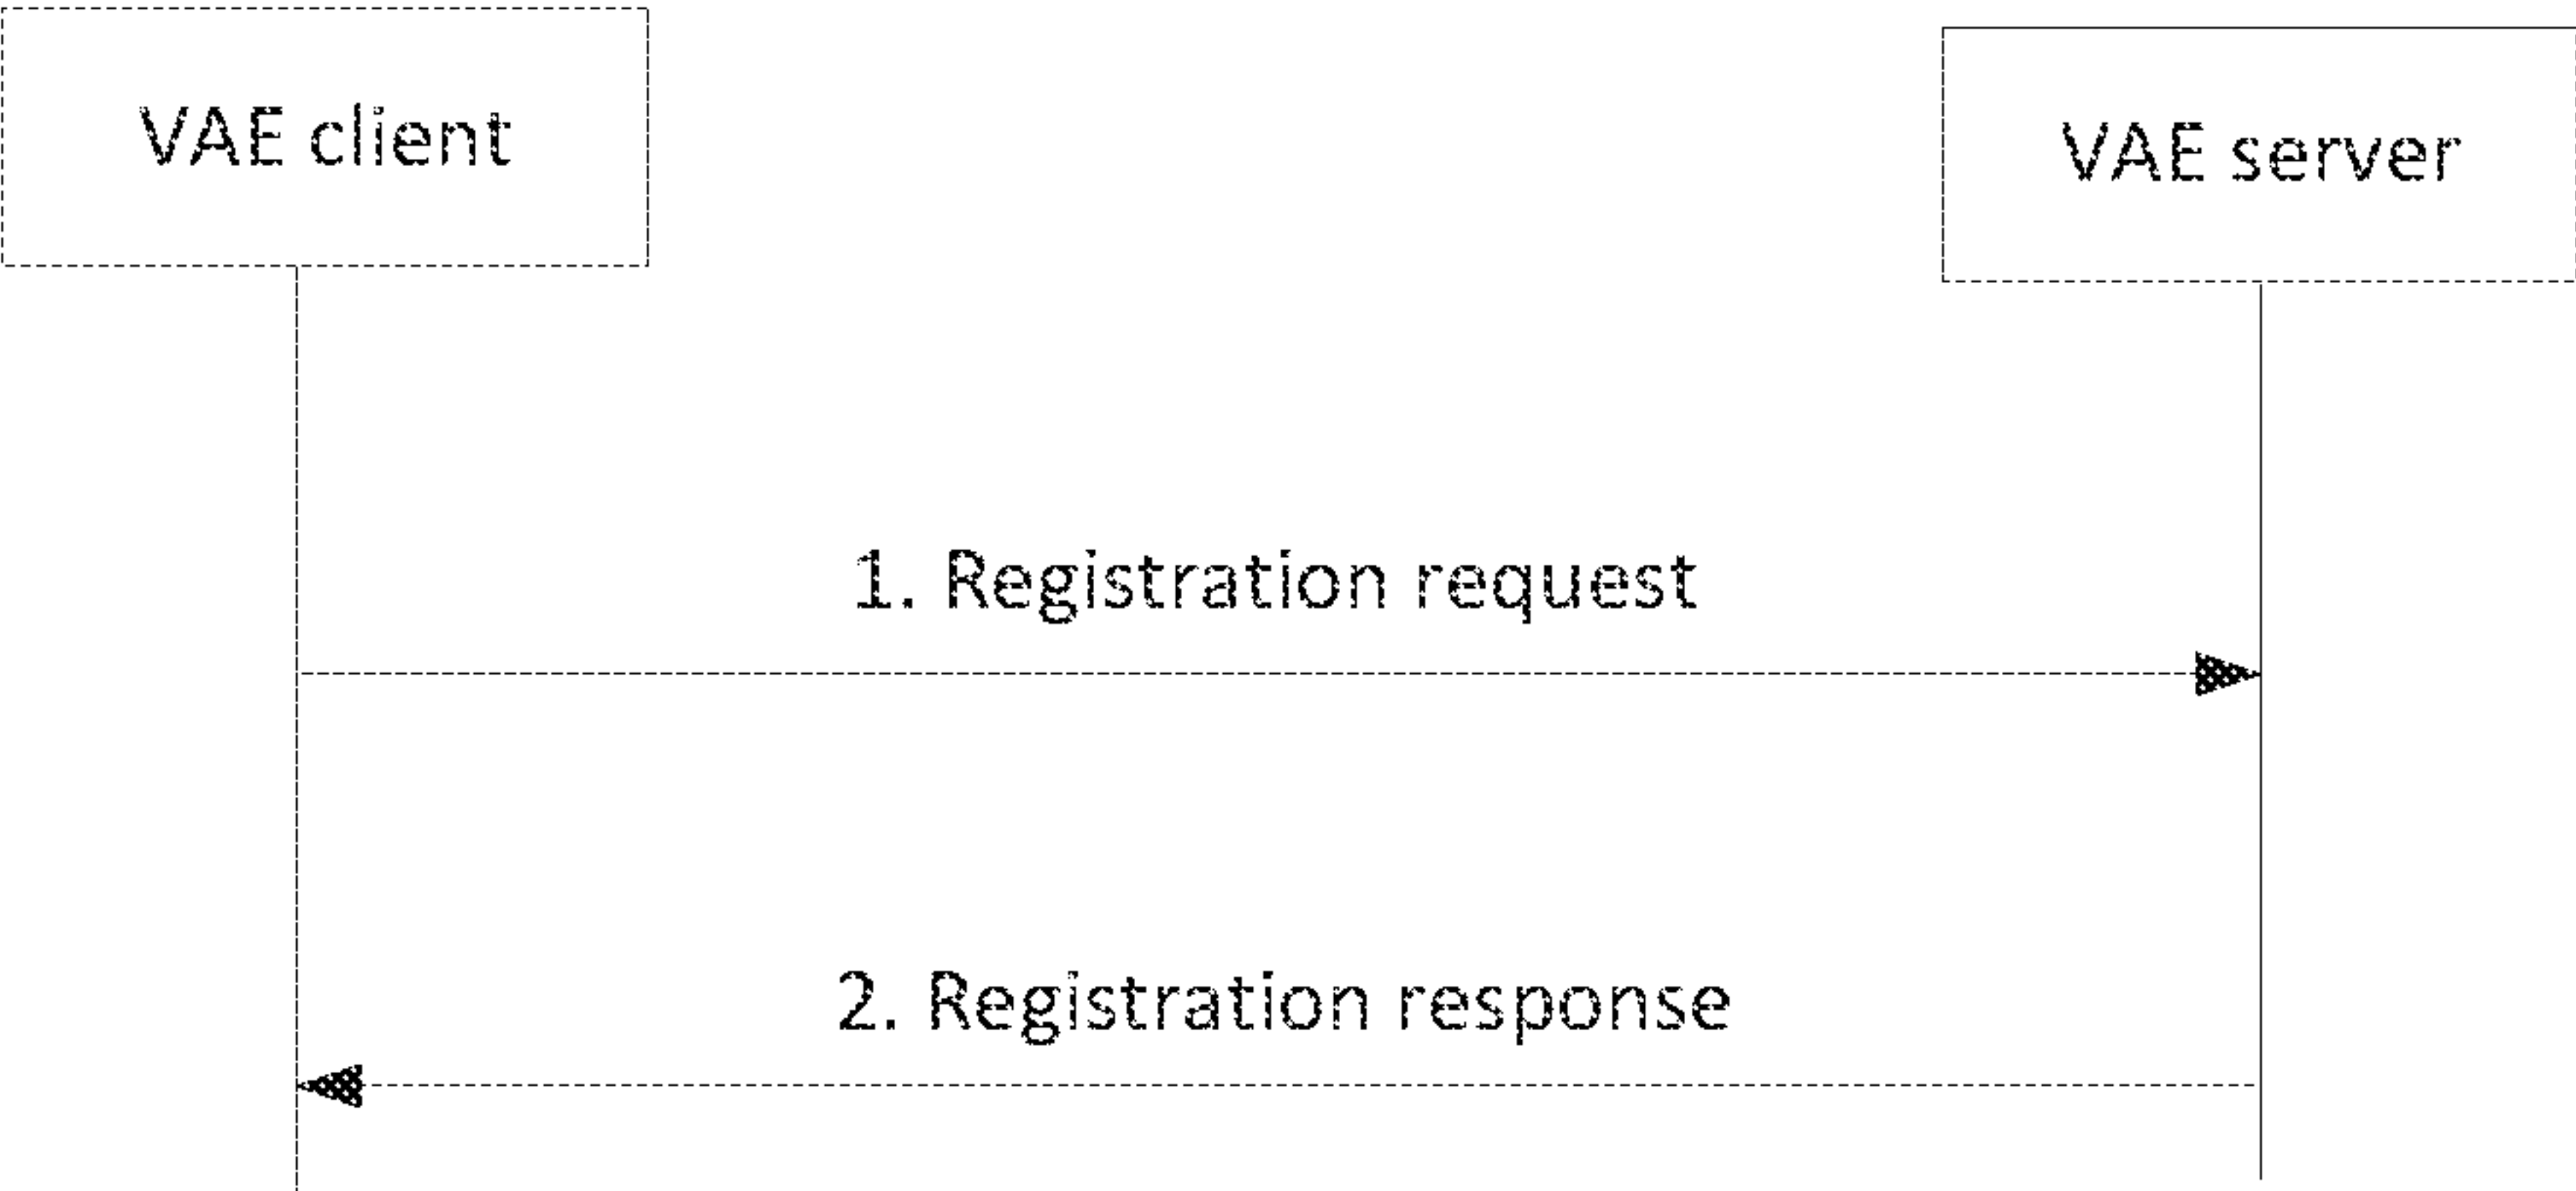 VAE client
VAE server
1. Registration request
2. Registration response